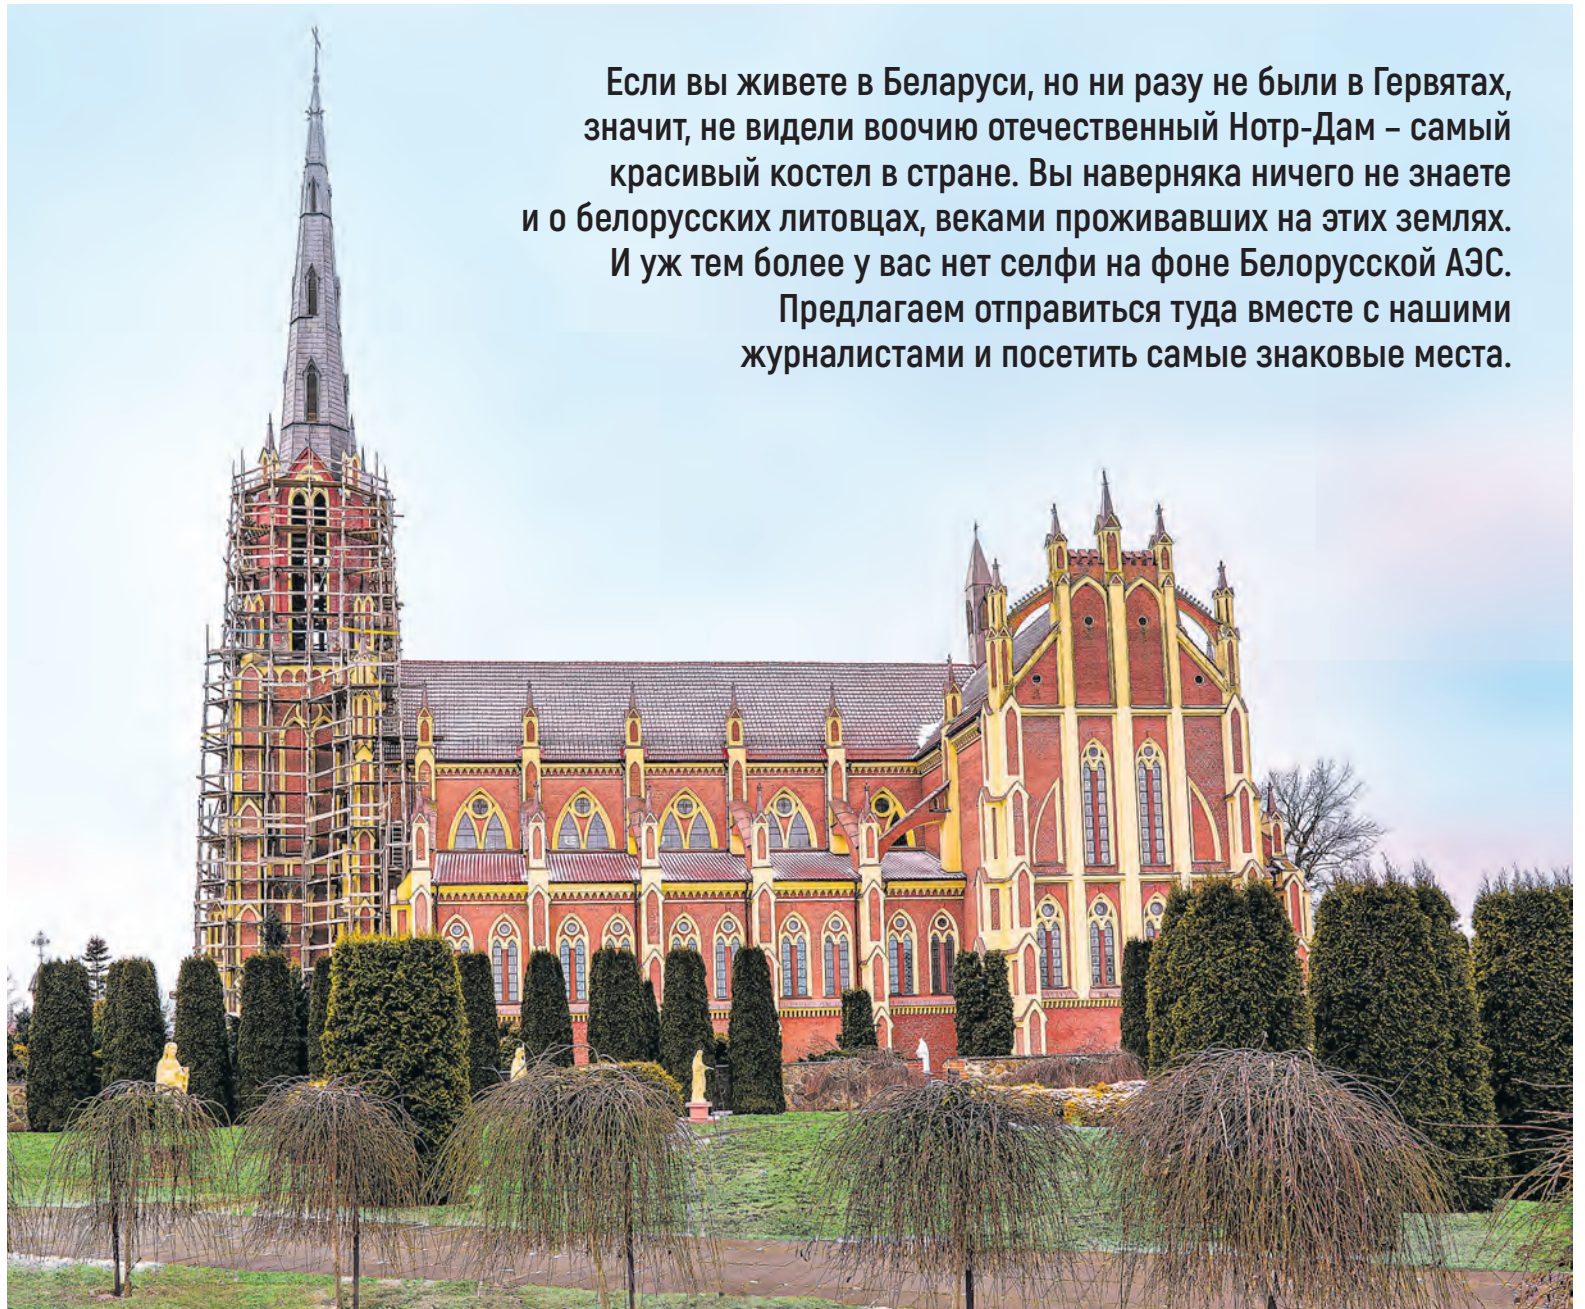 Если вы живете в Беларуси, но ни разу не были в Гервятах,
значит, не видели воочию отечественный Нотр-Дам – самый
красивый костел в стране. Вы наверняка ничего не знаете
и о белорусских литовцах, веками проживавших на этих землях.
И уж тем более у вас нет селфи на фоне Белорусской АЭС.
Предлагаем отправиться туда вместе с нашими
журналистами и посетить самые знаковые места.